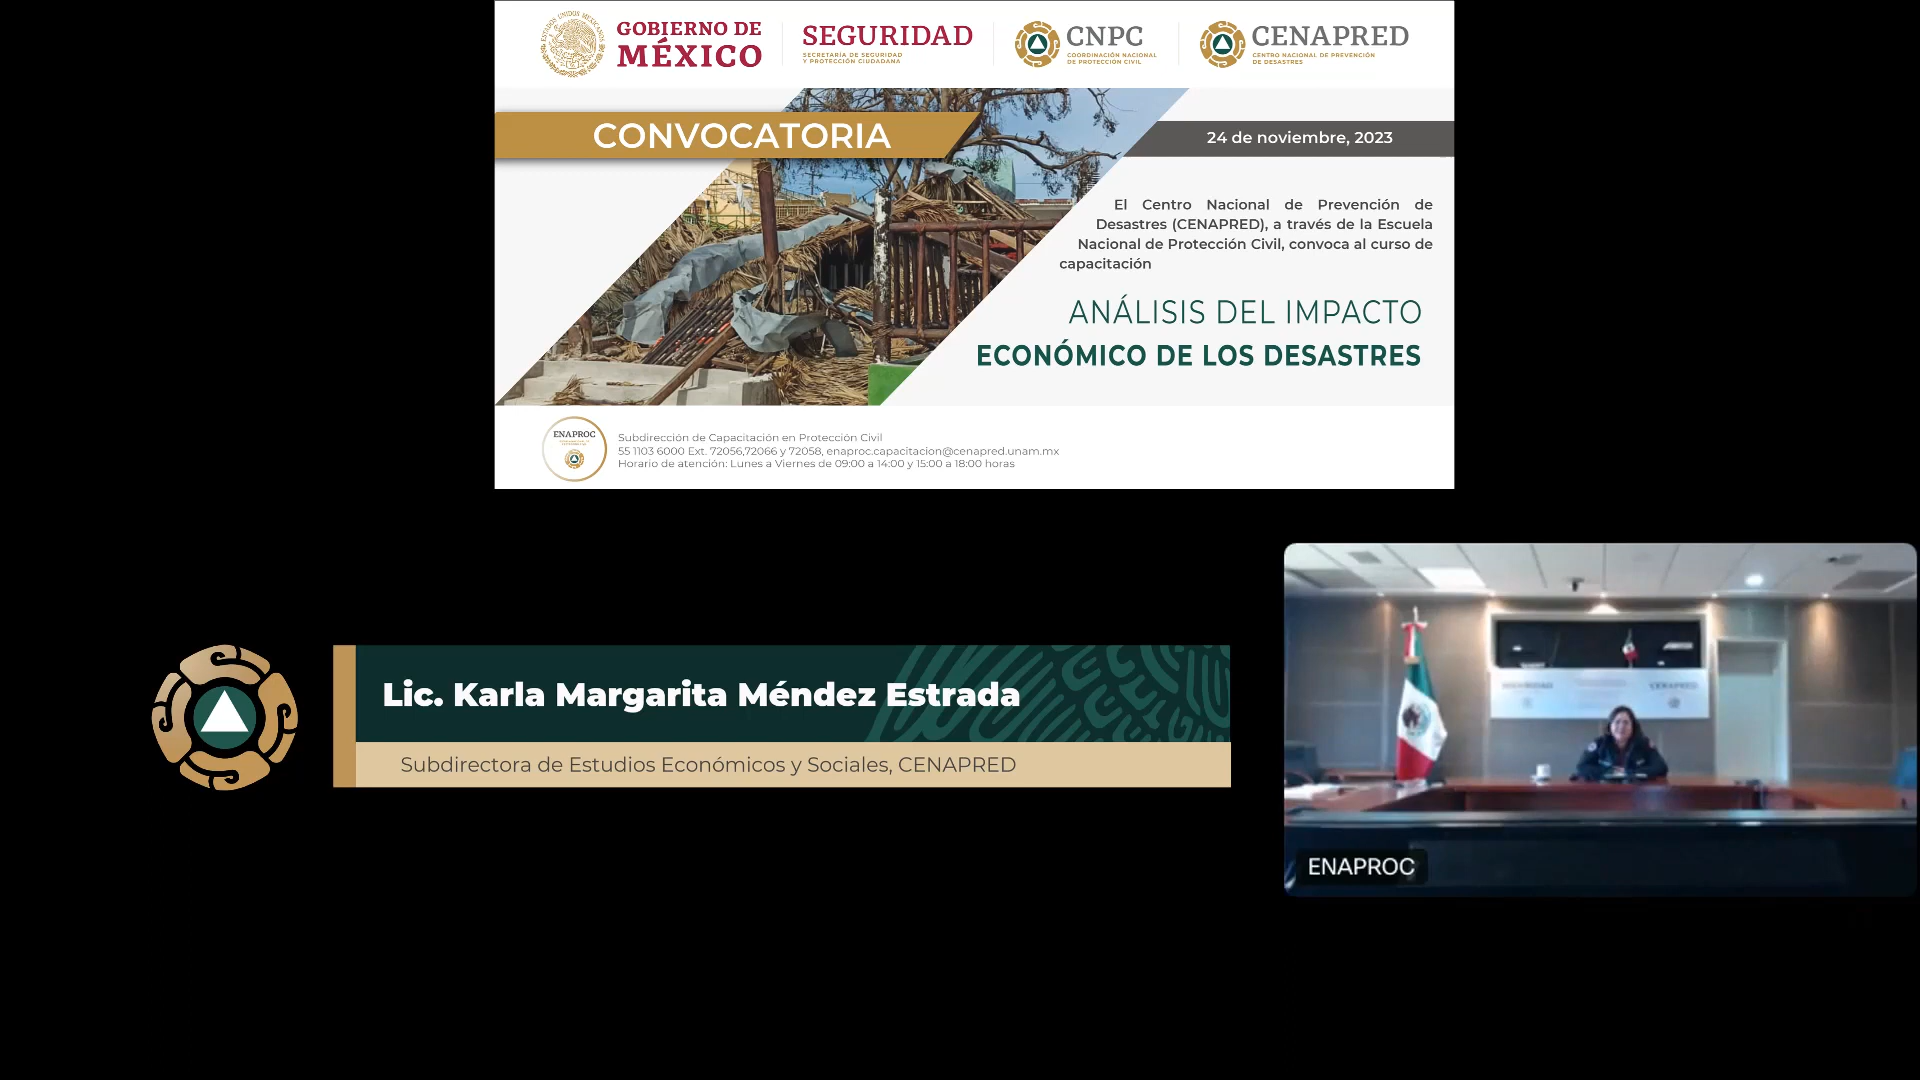 GOBIERNO DE
MÉXICO
SEGURIDAD
SECRETARÍA DE SEGURIDAD
Y PROTECCIÓN CIUDADANA
CNPC
COORDINACIÓN NACIONAL
DE PROTECCIÓN CIVIL
CENAPRED
CENTRO NACIONAL DE PREVENCIÓN
DE DESASTRES
CONVOCATORIA
24 de noviembre, 2023
El Centro Nacional de Prevención de
Desastres (CENAPRED), a través de la Escuela
Nacional de Protección Civil, convoca al curso de
capacitación
ANÁLISIS DEL IMPACTO
ECONÓMICO DE LOS DESASTRES
ENAPROC
Subdirección de Capacitación en Protección Civil
55 1103 6000 Ext. 72056,72066 y 72058, enaproc.capacitacion@cenapred.unam.mx
Horario de atención: Lunes a Viernes de 09:00 a 14:00 y 15:00 a 18:00 horas
Lic. Karla Margarita Méndez Estrada
Subdirectora de Estudios Económicos y Sociales, CENAPRED
SEGURIDAD
CENAPRED
ENAPROC